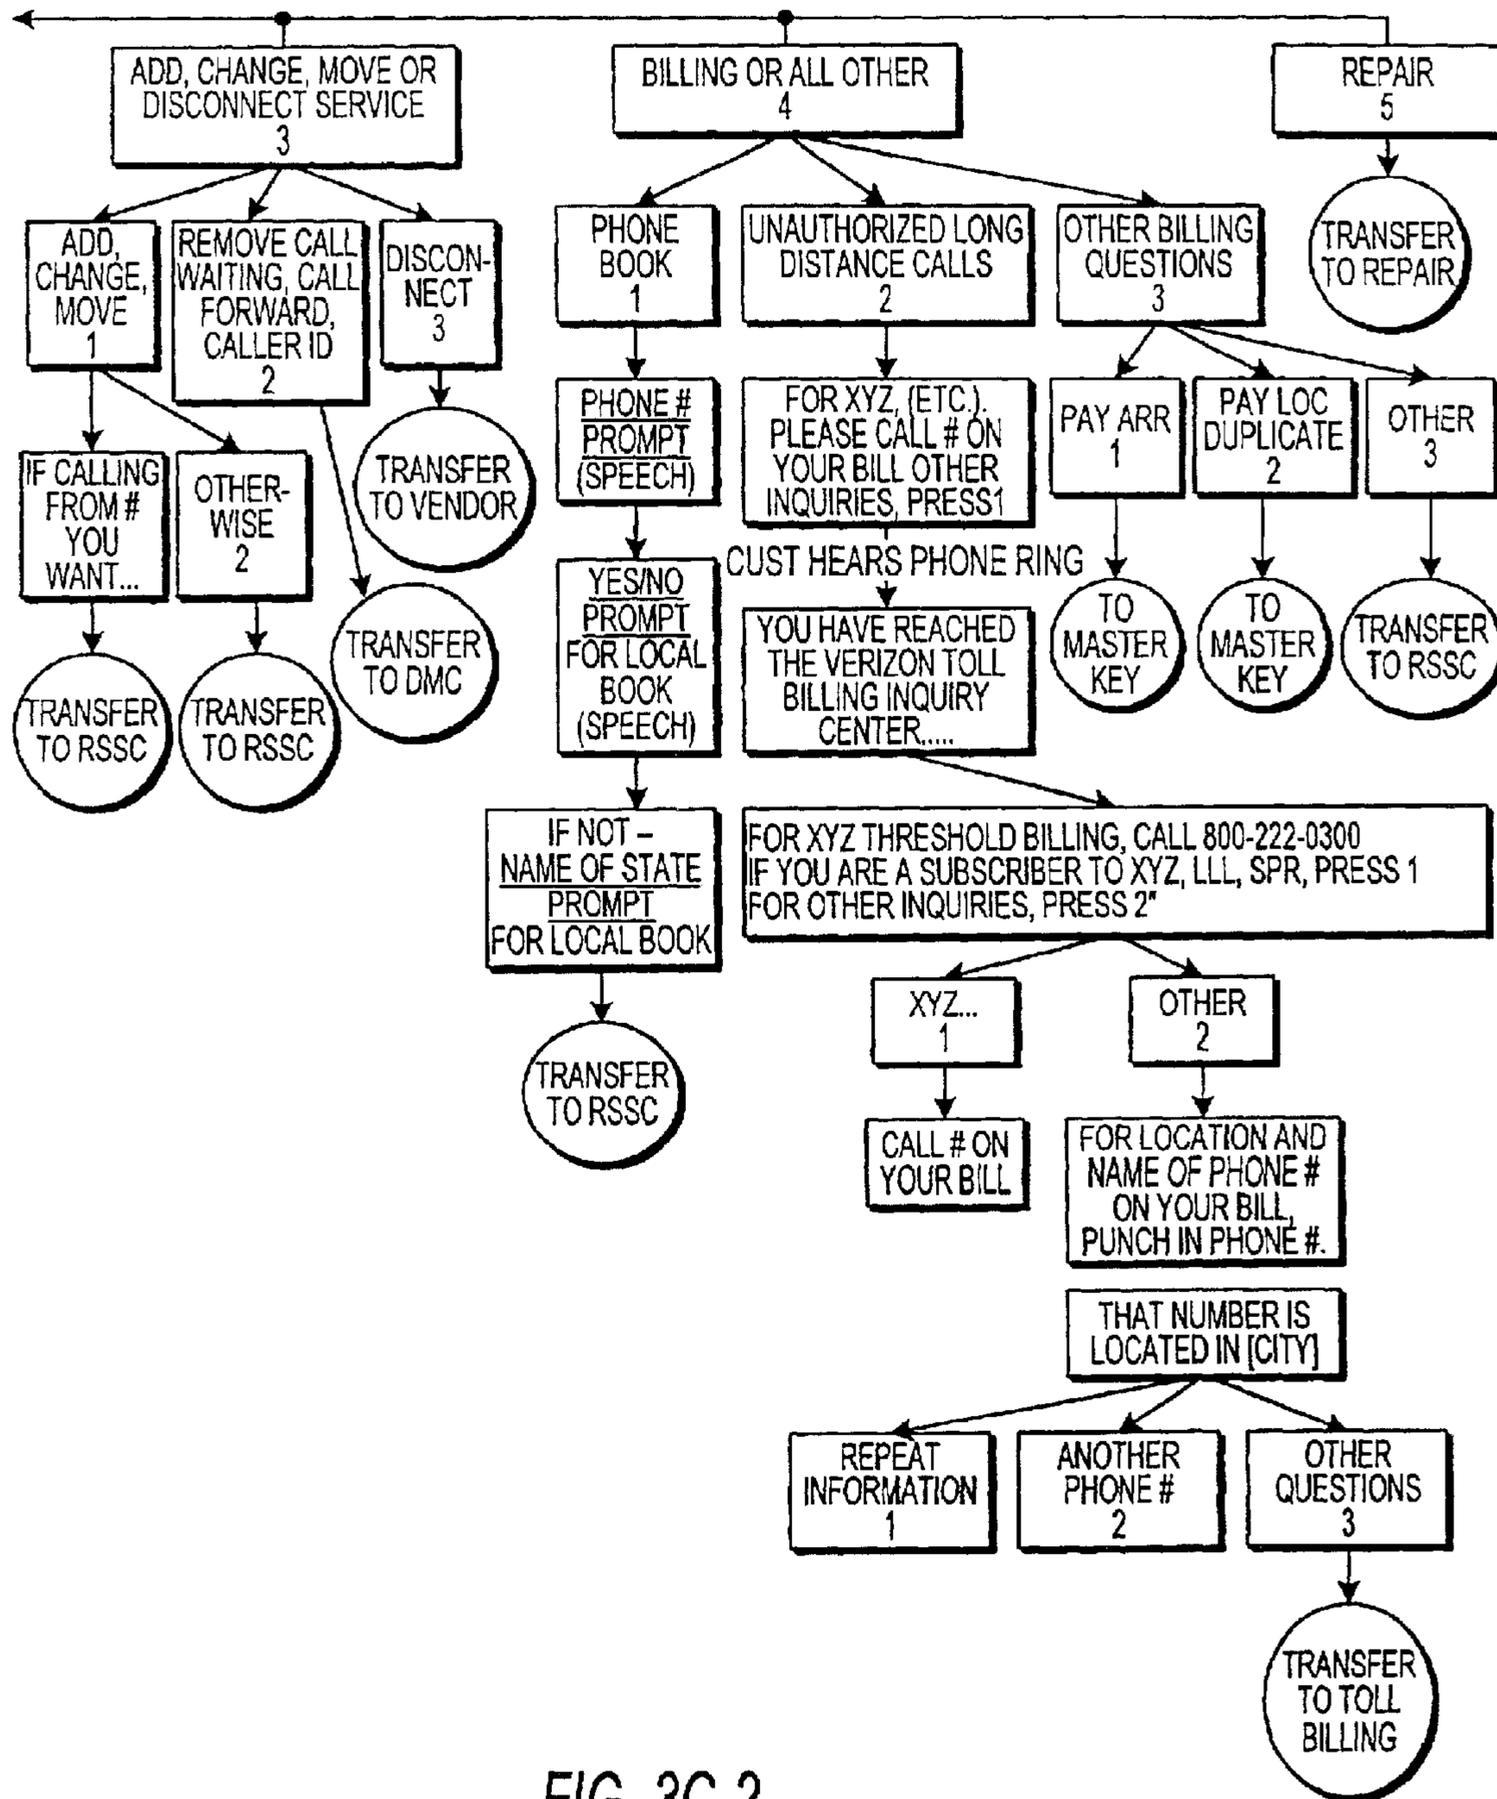 ADD, CHANGE, MOVE OR
DISCONNECT SERVICE
3
BILLING OR ALL OTHER
4
REPAIR
5
ADD,
CHANGE,
MOVE
1
REMOVE CALL
WAITING, CALL
FORWARD,
CALLER ID
2
DISCON-
NECT
3
PHONE
BOOK
1
UNAUTHORIZED LONG
DISTANCE CALLS
2
OTHER BILLING
QUESTIONS
3
TRANSFER
TO REPAIR
IF CALLING
FROM #
YOU
WANT...
OTHER-
WISE
2
TRANSFER
TO VENDOR
PHONE #
PROMPT
(SPEECH)
FOR XYZ, (ETC.).
PLEASE CALL # ON
YOUR BILL OTHER
INQUIRIES, PRESS1
PAY ARR
1
PAY LOC
DUPLICATE
2
OTHER
3
CUST HEARS PHONE RING
TRANSFER
TO RSSC
TRANSFER
TO RSSC
TRANSFER
TO DMC
YES/NO
PROMPT
FOR LOCAL
BOOK
(SPEECH)
YOU HAVE REACHED
THE VERIZON TOLL
BILLING INQUIRY
CENTER.....
TO
MASTER
KEY
TO
MASTER
KEY
TRANSFER
TO RSSC
IF NOT –
NAME OF STATE
PROMPT
FOR LOCAL BOOK
FOR XYZ THRESHOLD BILLING, CALL 800-222-0300
IF YOU ARE A SUBSCRIBER TO XYZ, LLL, SPR, PRESS 1
FOR OTHER INQUIRIES, PRESS 2"
TRANSFER
TO RSSC
XYZ...
1
OTHER
2
CALL # ON
YOUR BILL
FOR LOCATION AND
NAME OF PHONE #
ON YOUR BILL,
PUNCH IN PHONE #.
THAT NUMBER IS
LOCATED IN [CITY]
REPEAT
INFORMATION
1
ANOTHER
PHONE #
2
OTHER
QUESTIONS
3
TRANSFER
TO TOLL
BILLING
FIG. 3C-2